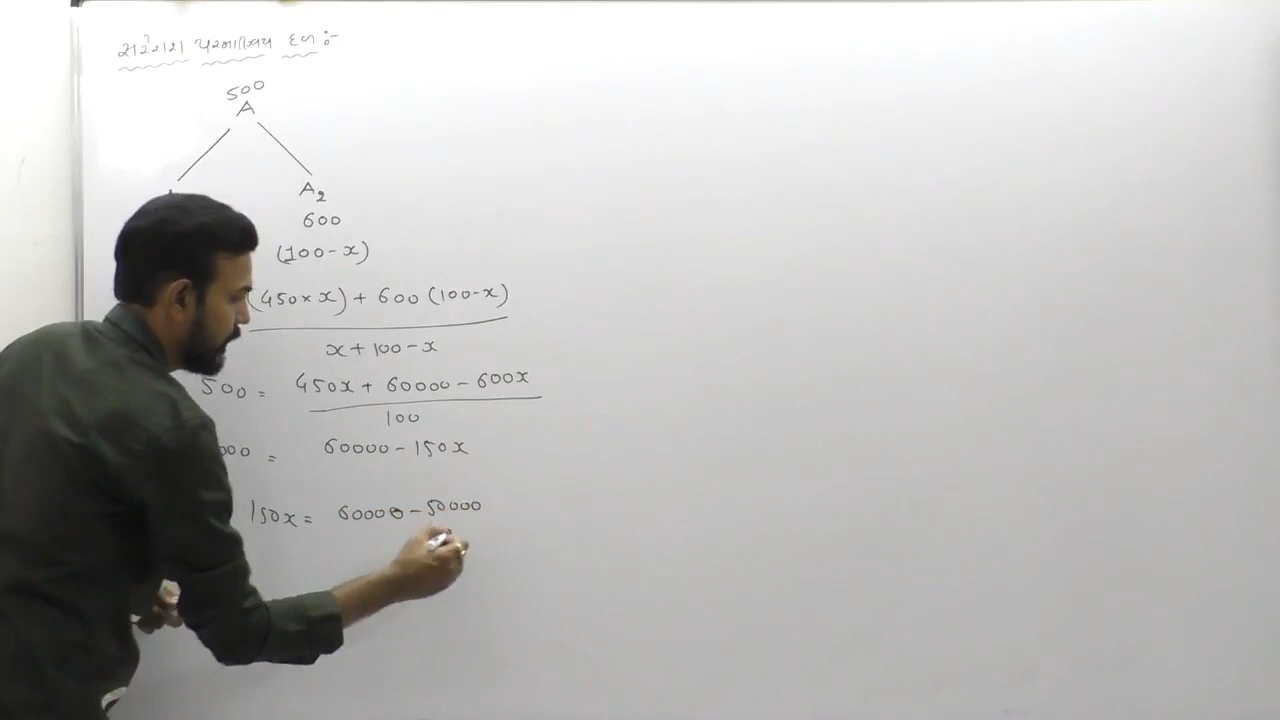 સરેરાશ પરમાણ્વિય દળ :-
500
A
A2
600
(100-x)
(450×x) + 600 (100-x)
x + 100 - x
500 = 450x + 60000 - 600x
100
000 = 60000 - 150x
150x = 60000 - 50000